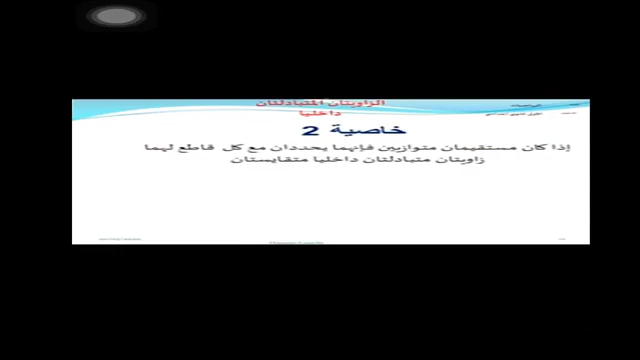 الزاويتان المتبادلتان
داخليا
خاصية 2
إذا كان مستقيمان متوازيين فإنهما يحددان مع كل قاطع لهما
زاويتان متبادلتان داخليا متقايستان